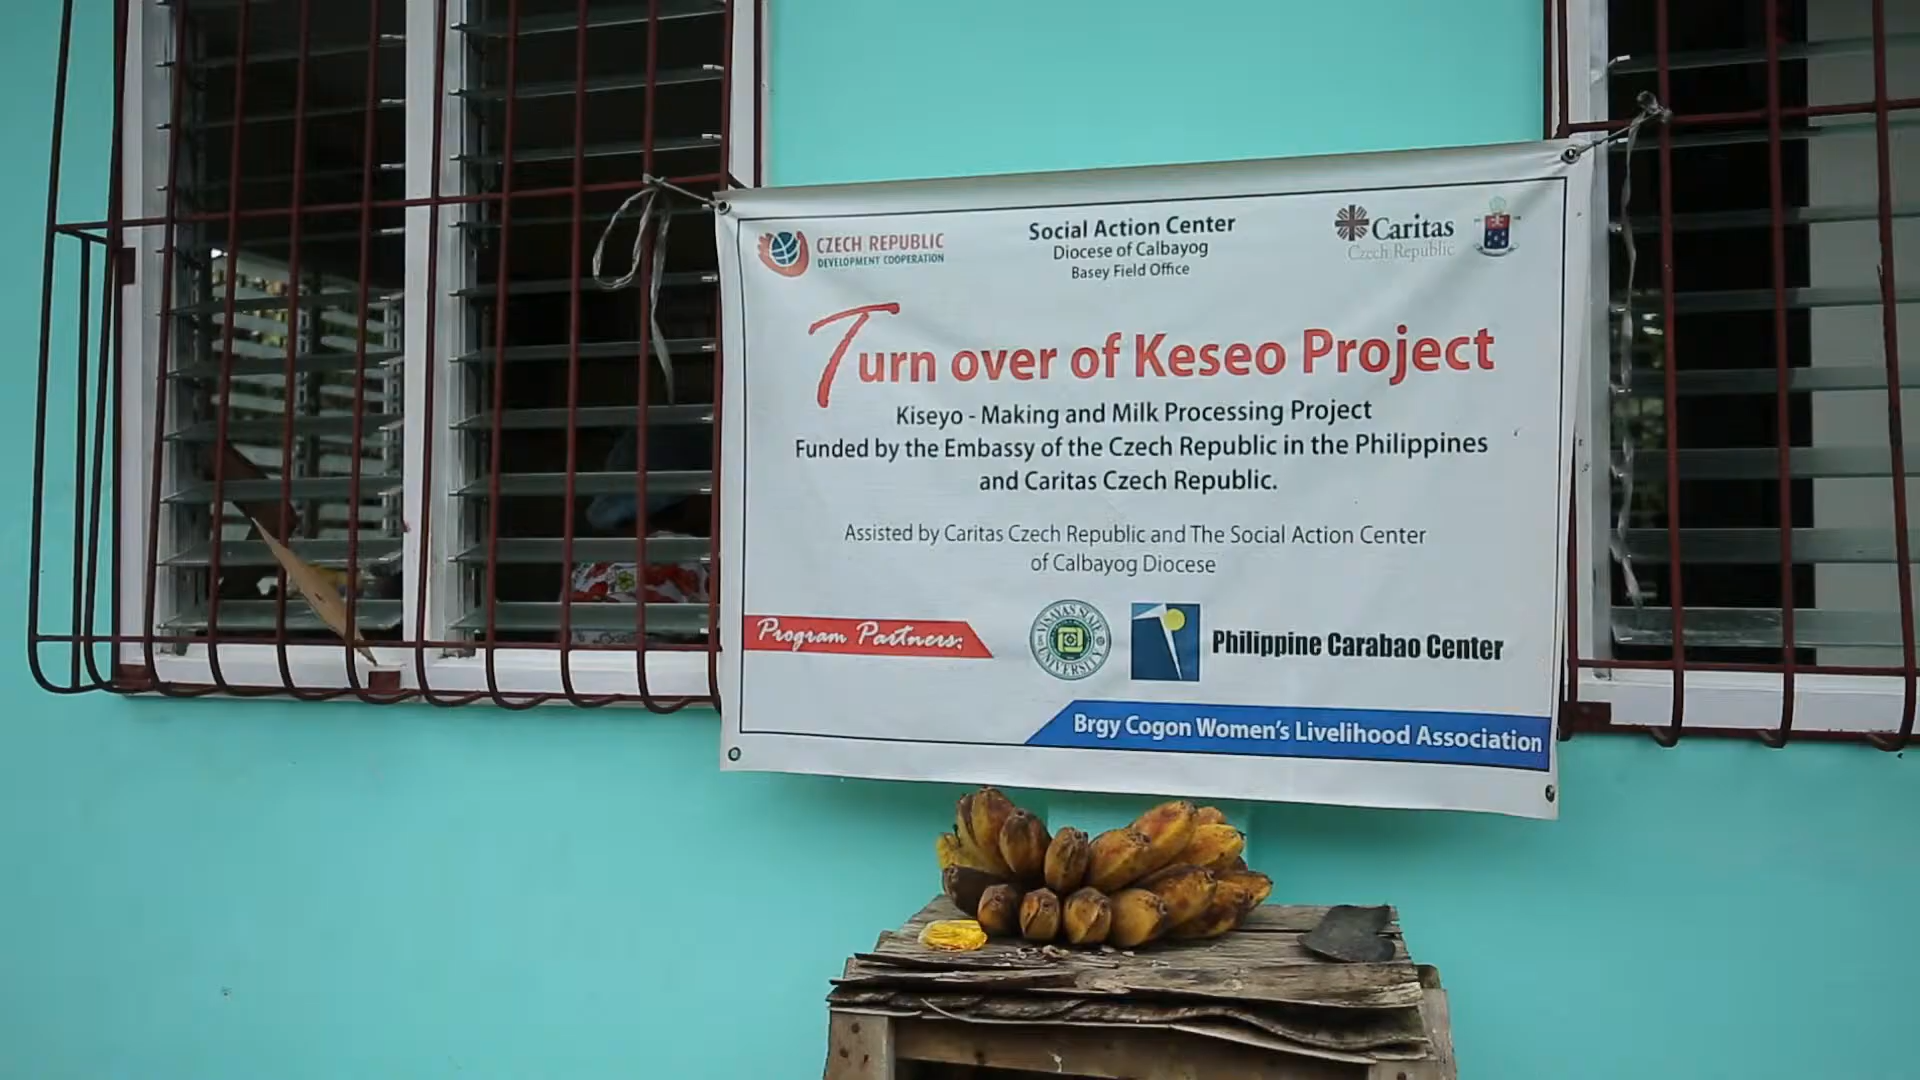 CZECH REPUBLIC
DEVELOPMENT COOPERATION
Social Action Center
Diocese of Calbayog
Basey Field Office
Caritas
Czech Republic
Turn over of Keseo Project
Kiseyo - Making and Milk Processing Project
Funded by the Embassy of the Czech Republic in the Philippines
and Caritas Czech Republic.
Assisted by Caritas Czech Republic and The Social Action Center
of Calbayog Diocese
Program Partners:
VISAYAS STATE
UNIVERSITY
Philippine Carabao Center
Brgy Cogon Women's Livelihood Association